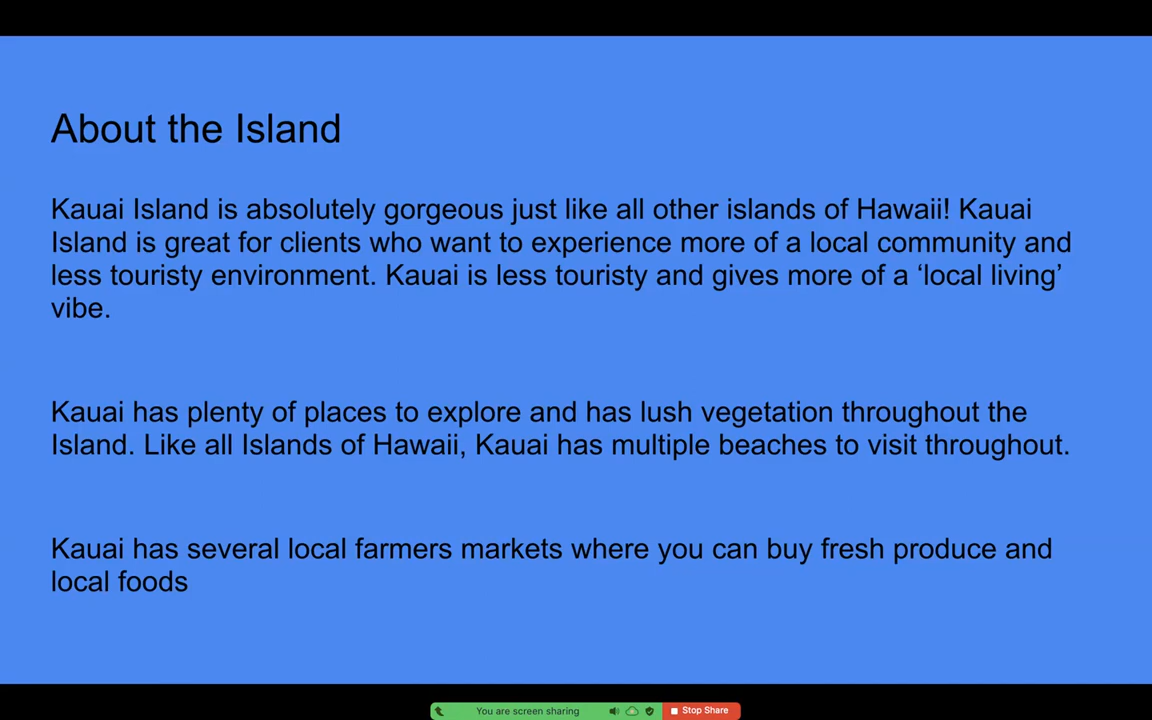 About the Island
Kauai Island is absolutely gorgeous just like all other islands of Hawaii! Kauai
Island is great for clients who want to experience more of a local community and
less touristy environment. Kauai is less touristy and gives more of a ‘local living’
vibe.
Kauai has plenty of places to explore and has lush vegetation throughout the
Island. Like all Islands of Hawaii, Kauai has multiple beaches to visit throughout.
Kauai has several local farmers markets where you can buy fresh produce and
local foods
You are screen sharing Stop Share